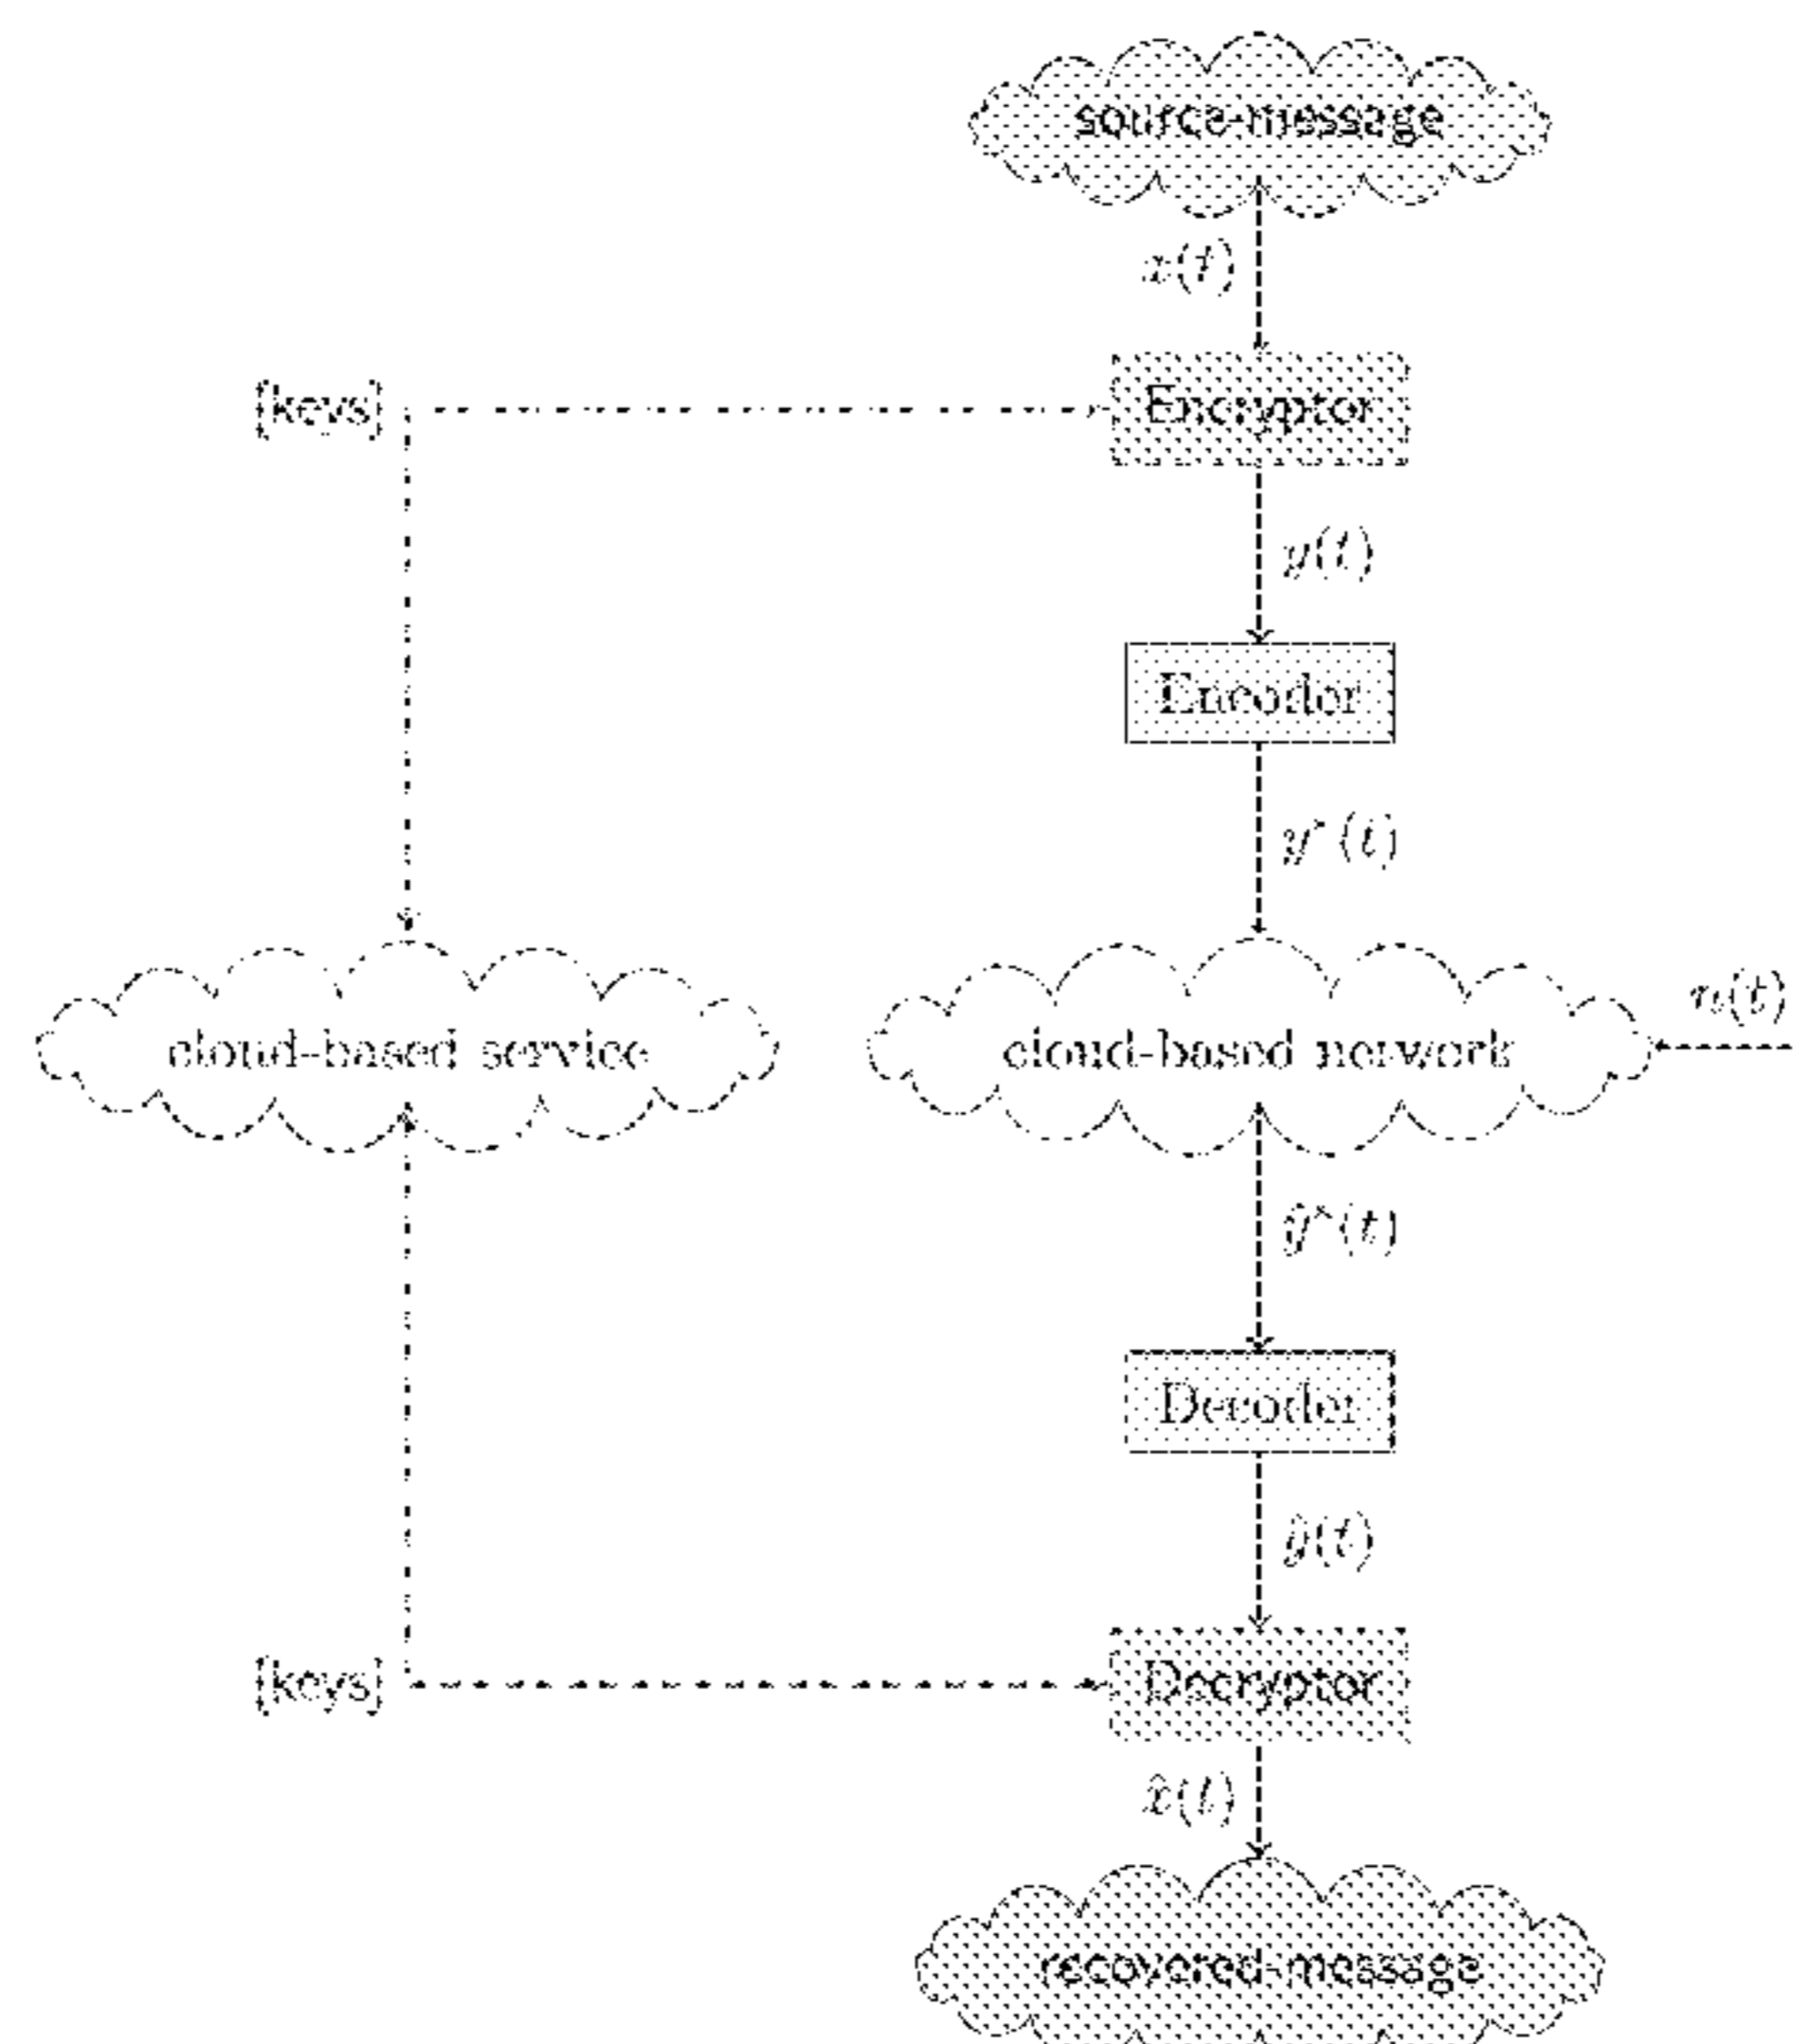 source-message
x(t)
[keys]
Encryptor
y(t)
Encoder
y*(t)
n(t)
cloud-based service
cloud-based network
ŷ*(t)
Decoder
ŷ(t)
[keys]
Decryptor
x̂(t)
recovered-message